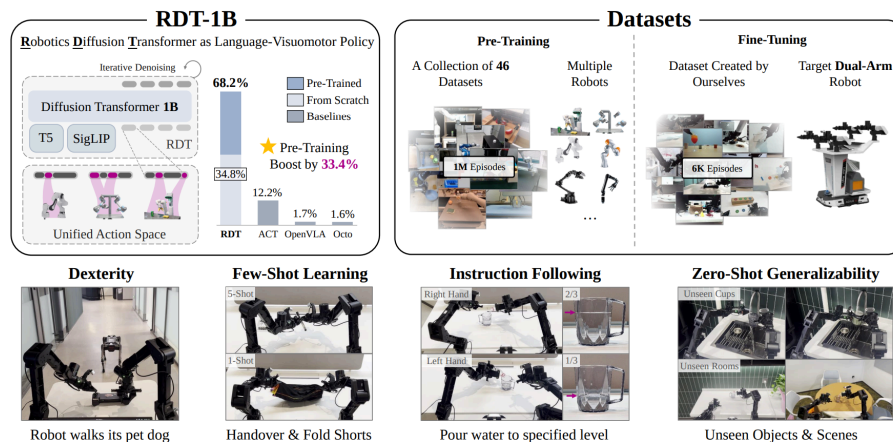 RDT-1B
Robotics Diffusion Transformer as Language-Visuomotor Policy
Iterative Denoising
Diffusion Transformer 1B
T5
SigLIP
RDT
Unified Action Space
68.2%
34.8%
12.2%
1.7%
1.6%
RDT
ACT
OpenVLA
Octo
Pre-Trained
From Scratch
Baselines
Pre-Training
Boost by 33.4%
Datasets
Pre-Training
A Collection of 46
Datasets
1M Episodes
Multiple
Robots
...
Fine-Tuning
Dataset Created by
Ourselves
6K Episodes
Target Dual-Arm
Robot
Dexterity
Robot walks its pet dog
Few-Shot Learning
5-Shot
1-Shot
Handover & Fold Shorts
Instruction Following
Right Hand
2/3
Left Hand
1/3
Pour water to specified level
Zero-Shot Generalizability
Unseen Cups
Unseen Rooms
Unseen Objects & Scenes